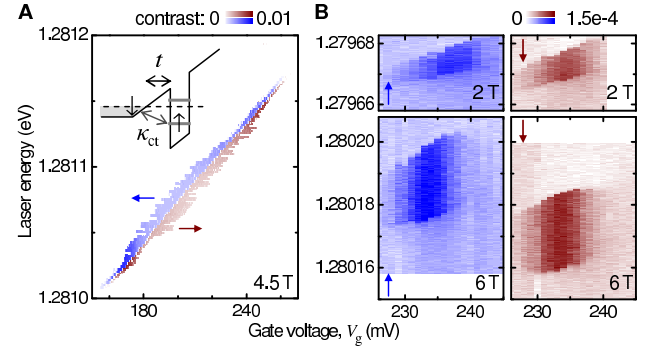 A
contrast: 0 0.01
B
0 1.5e-4
1.2812
1.2811
1.2810
Laser energy (eV)
t
κct
4.5 T
180 240
1.27968
1.27966
2 T
2 T
1.28020
1.28018
1.28016
6 T
6 T
230 240
230 240
Gate voltage, Vg (mV)